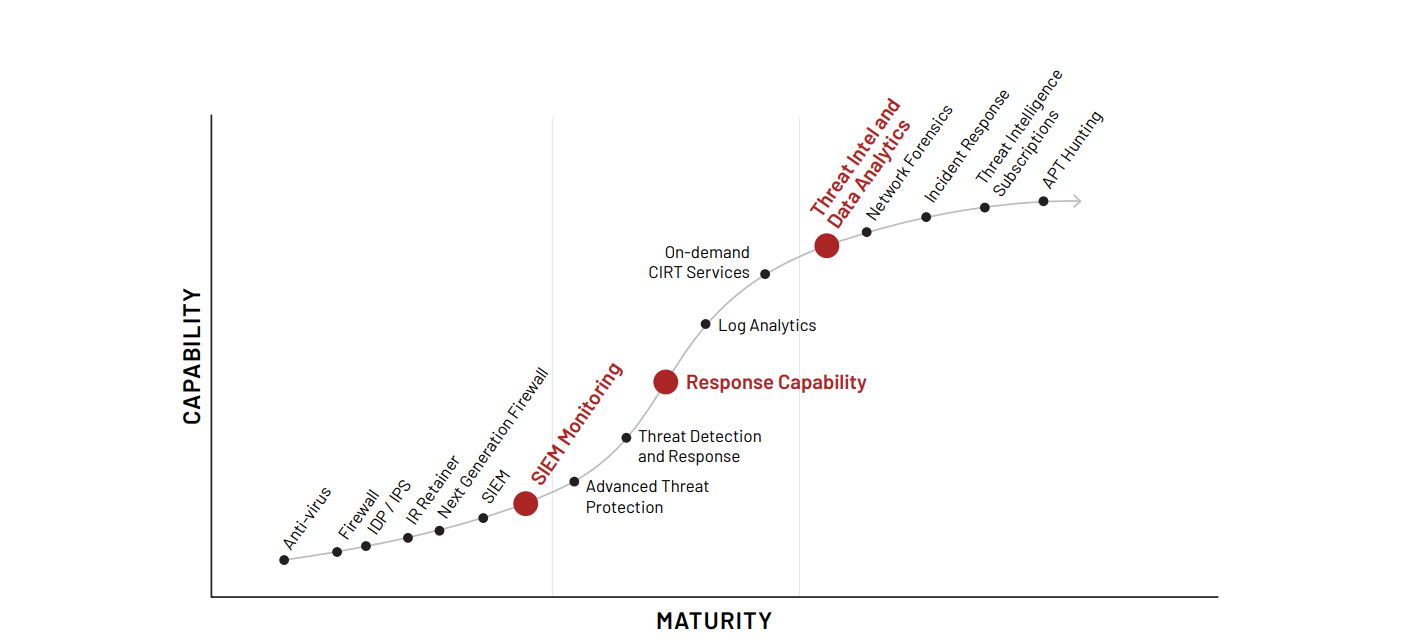 CAPABILITY
Anti-virus
Firewall
IDP / IPS
IR Retainer
Next Generation Firewall
SIEM
SIEM Monitoring
Advanced Threat
Protection
Threat Detection
and Response
Response Capability
Log Analytics
On-demand
CIRT Services
Threat Intel and
Data Analytics
Network Forensics
Incident Response
Threat Intelligence
Subscriptions
APT Hunting
MATURITY